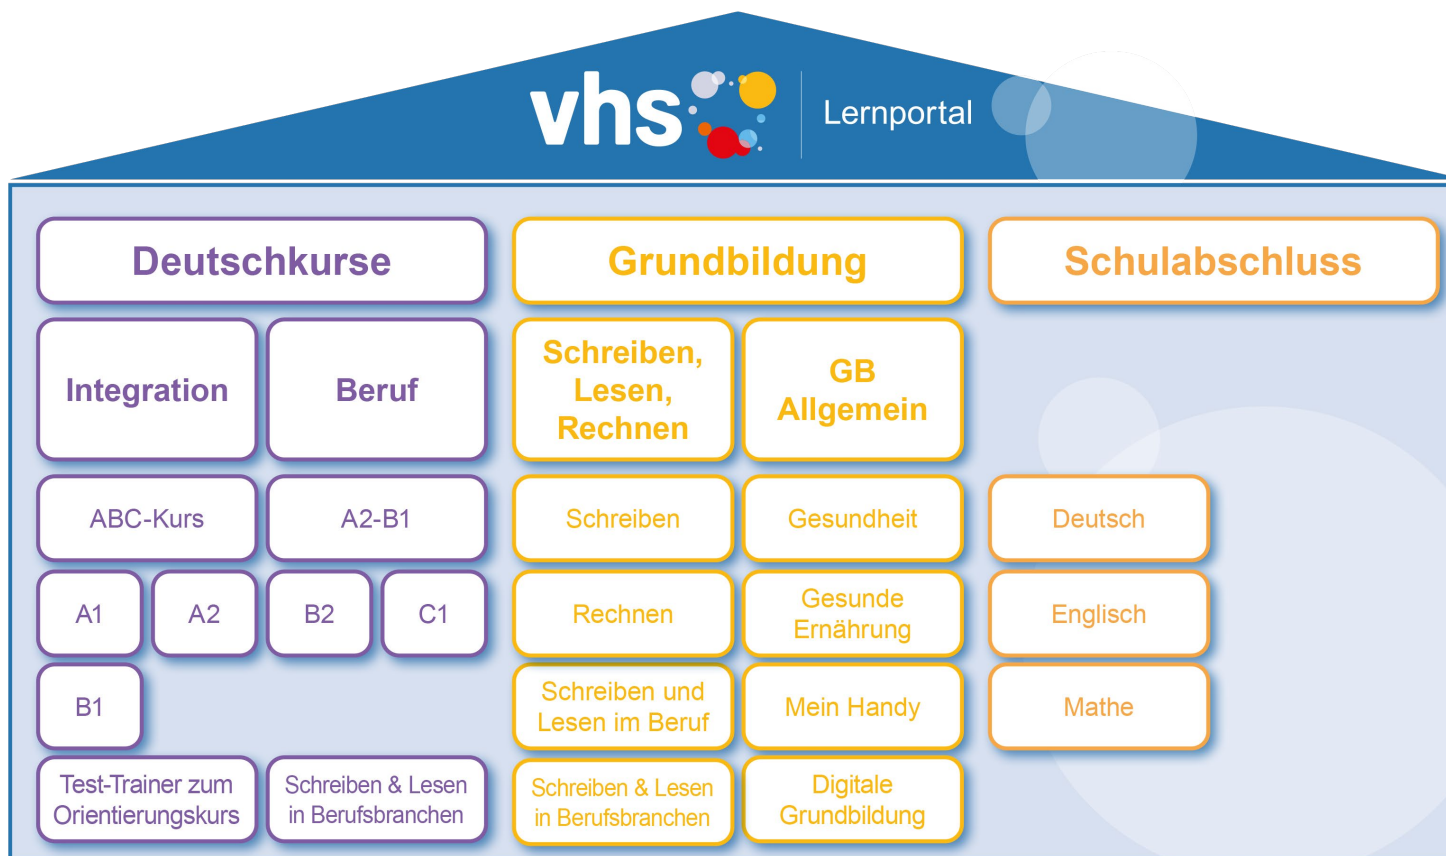 vhs
Lernportal
Deutschkurse
Grundbildung
Schulabschluss
Integration
Beruf
Schreiben,
Lesen,
Rechnen
GB
Allgemein
ABC-Kurs
A2-B1
Schreiben
Gesundheit
Deutsch
A1
A2
B2
C1
Rechnen
Gesunde
Ernährung
Englisch
B1
Schreiben und
Lesen im Beruf
Mein Handy
Mathe
Test-Trainer zum
Orientierungskurs
Schreiben & Lesen
in Berufsbranchen
Schreiben & Lesen
in Berufsbranchen
Digitale
Grundbildung